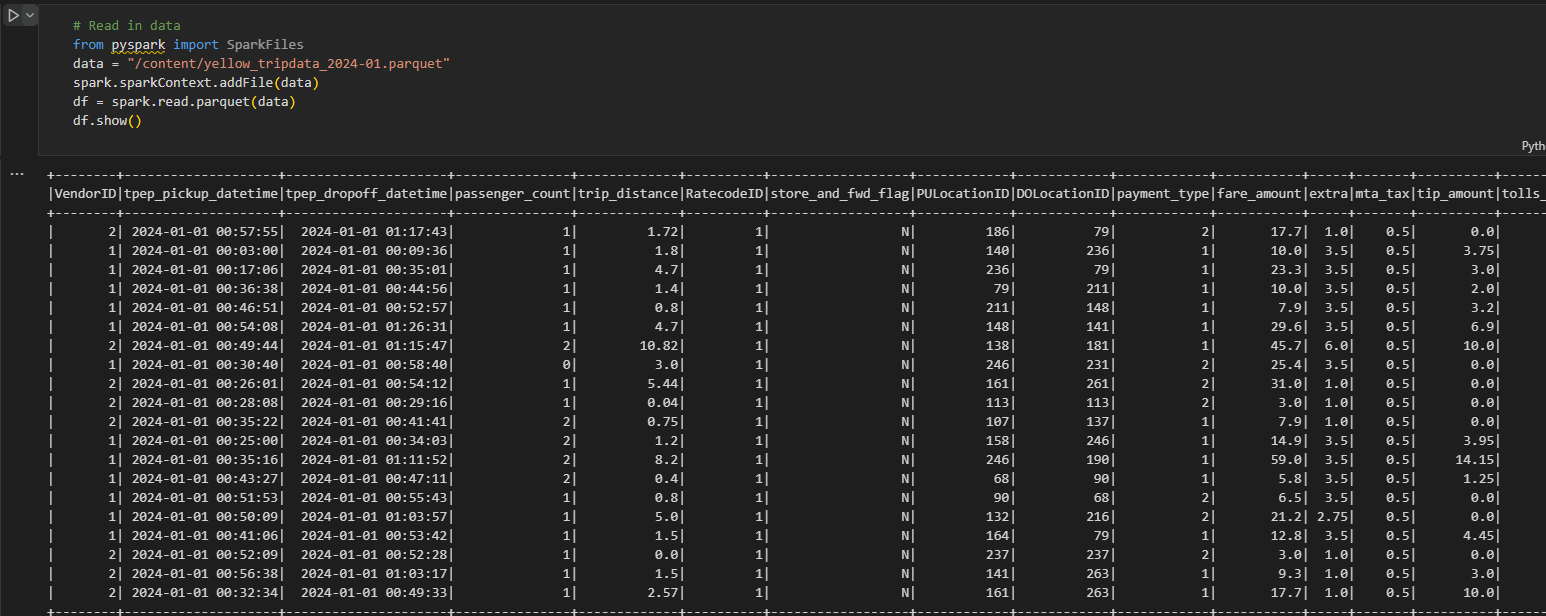 # Read in data
from pyspark import SparkFiles
data = "/content/yellow_tripdata_2024-01.parquet"
spark.sparkContext.addFile(data)
df = spark.read.parquet(data)
df.show()
Pyth
...
+--------+--------------------+---------------------+---------------+-------------+----------+------------------+------------+------------+------------+-----------+-----+-------+----------+------
|VendorID|tpep_pickup_datetime|tpep_dropoff_datetime|passenger_count|trip_distance|RatecodeID|store_and_fwd_flag|PULocationID|DOLocationID|payment_type|fare_amount|extra|mta_tax|tip_amount|tolls_
+--------+--------------------+---------------------+---------------+-------------+----------+------------------+------------+------------+------------+-----------+-----+-------+----------+------
|       2| 2024-01-01 00:57:55|  2024-01-01 01:17:43|              1|         1.72|         1|                 N|         186|          79|           2|       17.7|  1.0|    0.5|       0.0|
|       1| 2024-01-01 00:03:00|  2024-01-01 00:09:36|              1|          1.8|         1|                 N|         140|         236|           1|       10.0|  3.5|    0.5|      3.75|
|       1| 2024-01-01 00:17:06|  2024-01-01 00:35:01|              1|          4.7|         1|                 N|         236|          79|           1|       23.3|  3.5|    0.5|       3.0|
|       1| 2024-01-01 00:36:38|  2024-01-01 00:44:56|              1|          1.4|         1|                 N|          79|         211|           1|       10.0|  3.5|    0.5|       2.0|
|       1| 2024-01-01 00:46:51|  2024-01-01 00:52:57|              1|          0.8|         1|                 N|         211|         148|           1|        7.9|  3.5|    0.5|       3.2|
|       1| 2024-01-01 00:54:08|  2024-01-01 01:26:31|              1|          4.7|         1|                 N|         148|         141|           1|       29.6|  3.5|    0.5|       6.9|
|       2| 2024-01-01 00:49:44|  2024-01-01 01:15:47|              2|        10.82|         1|                 N|         138|         181|           1|       45.7|  6.0|    0.5|      10.0|
|       1| 2024-01-01 00:30:40|  2024-01-01 00:58:40|              0|          3.0|         1|                 N|         246|         231|           2|       25.4|  3.5|    0.5|       0.0|
|       2| 2024-01-01 00:26:01|  2024-01-01 00:54:12|              1|         5.44|         1|                 N|         161|         261|           2|       31.0|  1.0|    0.5|       0.0|
|       2| 2024-01-01 00:28:08|  2024-01-01 00:29:16|              1|         0.04|         1|                 N|         113|         113|           2|        3.0|  1.0|    0.5|       0.0|
|       2| 2024-01-01 00:35:22|  2024-01-01 00:41:41|              2|         0.75|         1|                 N|         107|         137|           1|        7.9|  1.0|    0.5|       0.0|
|       1| 2024-01-01 00:25:00|  2024-01-01 00:34:03|              2|          1.2|         1|                 N|         158|         246|           1|       14.9|  3.5|    0.5|      3.95|
|       1| 2024-01-01 00:35:16|  2024-01-01 01:11:52|              2|          8.2|         1|                 N|         246|         190|           1|       59.0|  3.5|    0.5|     14.15|
|       1| 2024-01-01 00:43:27|  2024-01-01 00:47:11|              2|          0.4|         1|                 N|          68|          90|           1|        5.8|  3.5|    0.5|      1.25|
|       1| 2024-01-01 00:51:53|  2024-01-01 00:55:43|              1|          0.8|         1|                 N|          90|          68|           2|        6.5|  3.5|    0.5|       0.0|
|       1| 2024-01-01 00:50:09|  2024-01-01 01:03:57|              1|          5.0|         1|                 N|         132|         216|           2|       21.2| 2.75|    0.5|       0.0|
|       1| 2024-01-01 00:41:06|  2024-01-01 00:53:42|              1|          1.5|         1|                 N|         164|          79|           1|       12.8|  3.5|    0.5|      4.45|
|       2| 2024-01-01 00:52:09|  2024-01-01 00:52:28|              1|          0.0|         1|                 N|         237|         237|           2|        3.0|  1.0|    0.5|       0.0|
|       2| 2024-01-01 00:56:38|  2024-01-01 01:03:17|              1|          1.5|         1|                 N|         141|         263|           1|        9.3|  1.0|    0.5|       3.0|
|       2| 2024-01-01 00:32:34|  2024-01-01 00:49:33|              1|         2.57|         1|                 N|         161|         263|           1|       17.7|  1.0|    0.5|      10.0|
+--------+--------------------+---------------------+---------------+-------------+----------+------------------+------------+------------+------------+-----------+-----+-------+----------+------